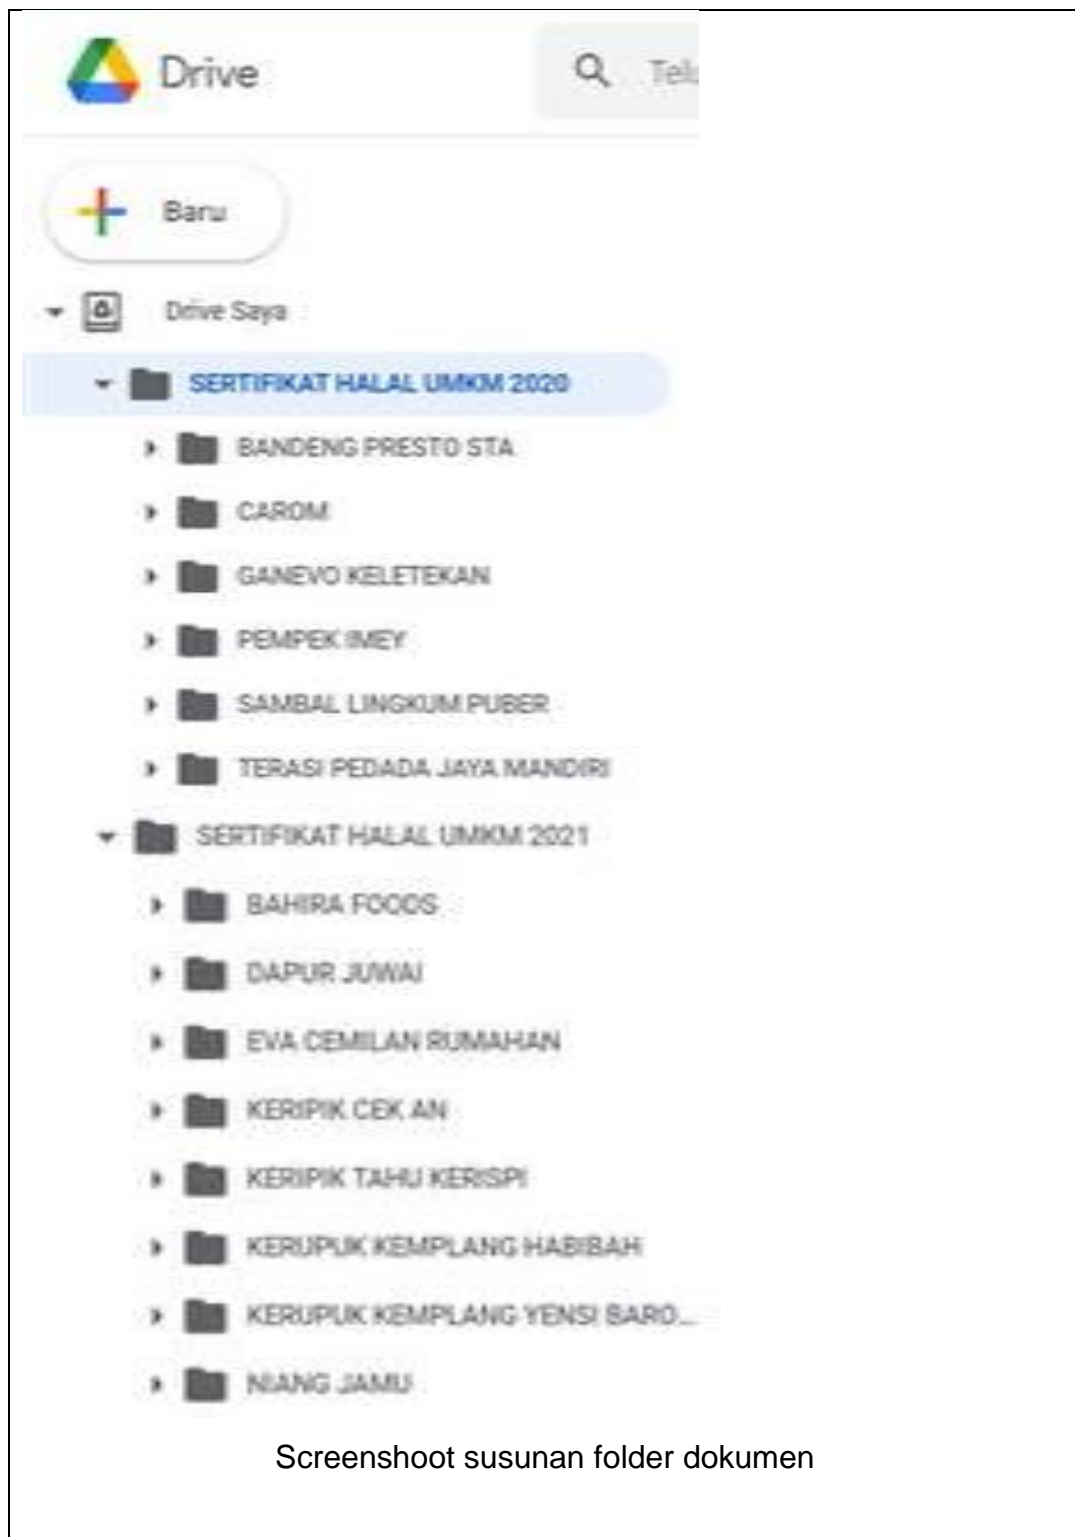 Drive
Baru
Drive Saya
SERTIFIKAT HALAL UMKM 2020
BANDENG PRESTO STA
CAROM
GANEVO KELETEKAN
PEMPEK IMEY
SAMBAL LINGKUM PUBER
TERASI PEDADA JAYA MANDIRI
SERTIFIKAT HALAL UMKM 2021
BAHIRA FOODS
DAPUR JUWAI
EVA CEMILAN RUMAHAN
KERIPIK CEK AN
KERIPIK TAHU KERISPI
KERUPUK KEMPLANG HABIBAH
KERUPUK KEMPLANG YENSI BARO...
NIANG JAMU
Screenshoot susunan folder dokumen